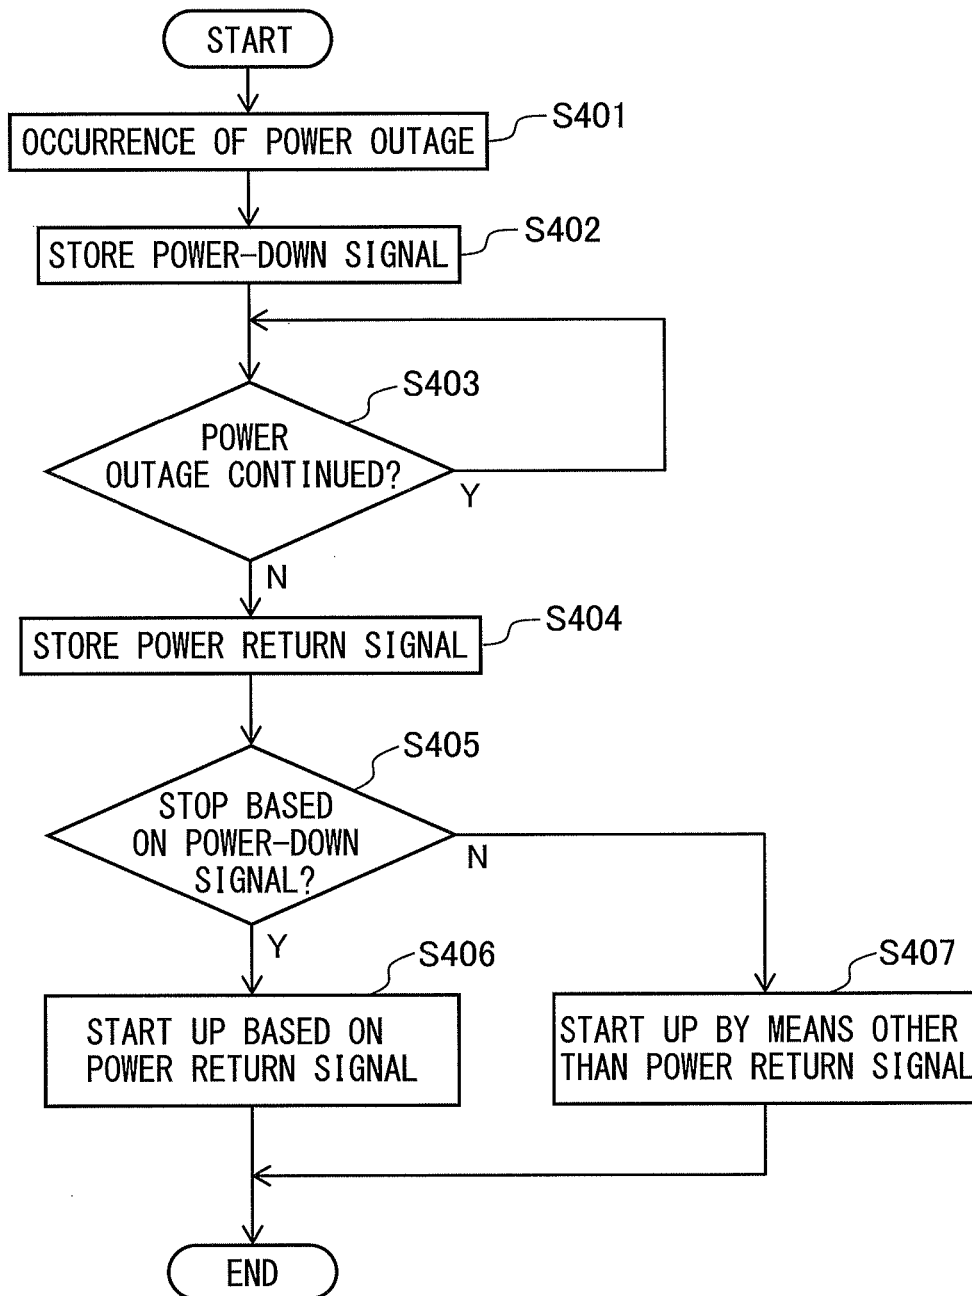 START
OCCURRENCE OF POWER OUTAGE
S401
STORE POWER-DOWN SIGNAL
S402
S403
POWER
OUTAGE CONTINUED?
Y
N
STORE POWER RETURN SIGNAL
S404
S405
STOP BASED
ON POWER-DOWN
SIGNAL?
N
Y
S406
START UP BASED ON
POWER RETURN SIGNAL
S407
START UP BY MEANS OTHER
THAN POWER RETURN SIGNAL
END